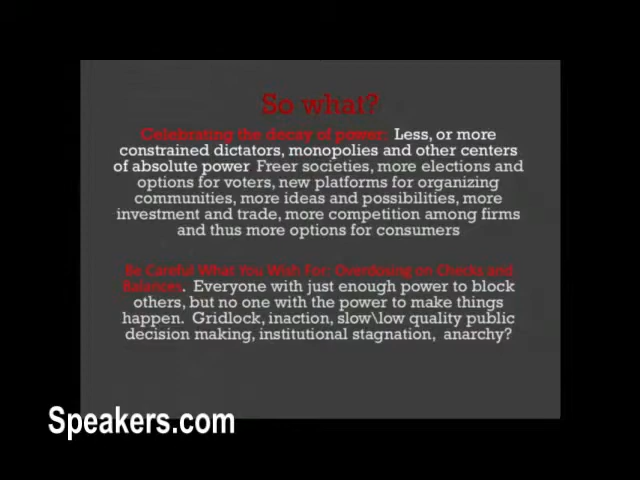 So what?
Celebrating the decay of power: Less, or more
constrained dictators, monopolies and other centers
of absolute power Freer societies, more elections and
options for voters, new platforms for organizing
communities, more ideas and possibilities, more
investment and trade, more competition among firms
and thus more options for consumers
Be Careful What You Wish For: Overdosing on Checks and
Balances. Everyone with just enough power to block
others, but no one with the power to make things
happen. Gridlock, inaction, slow\low quality public
decision making, institutional stagnation, anarchy?
Speakers.com